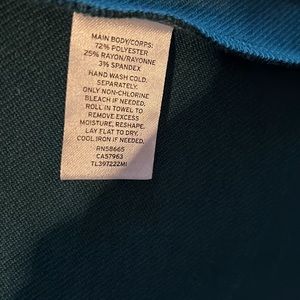 MAIN BODY/CORPS:
72% POLYESTER
25% RAYON/RAYONNE
3% SPANDEX
HAND WASH COLD.
SEPARATELY.
ONLY NON-CHLORINE
BLEACH IF NEEDED.
ROLL IN TOWEL TO
REMOVE EXCESS
MOISTURE, RESHAPE.
LAY FLAT TO DRY.
COOL IRON IF NEEDED.
RN58665
CA57963
TL397222MI